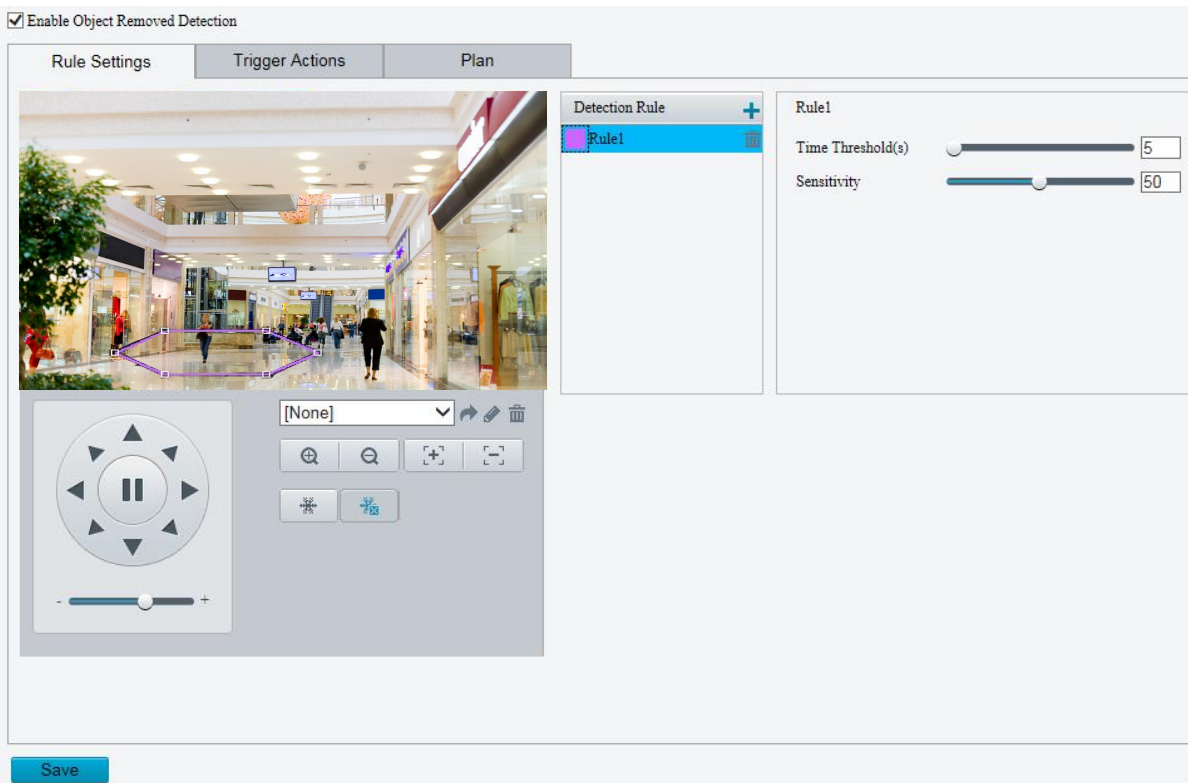 Enable Object Removed Detection
Rule Settings
Trigger Actions
Plan
Detection Rule
Rule1
Rule1
Time Threshold(s)
5
Sensitivity
50
[None]
- +
Save